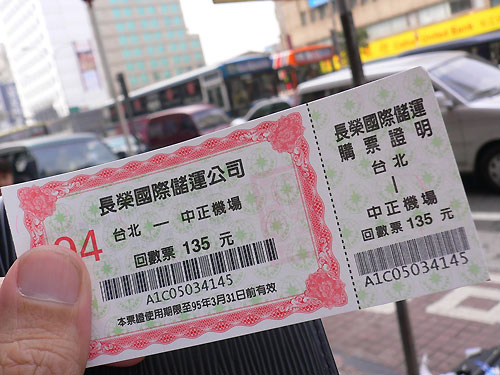 長榮國際儲運公司
台北 — 中正機場
94
回數票 135 元
A1C05034145
本票證使用期限至95年3月31日前有效
長榮國際儲運
購票證明
台北
|
中正機場
回數票 135 元
A1C05034145